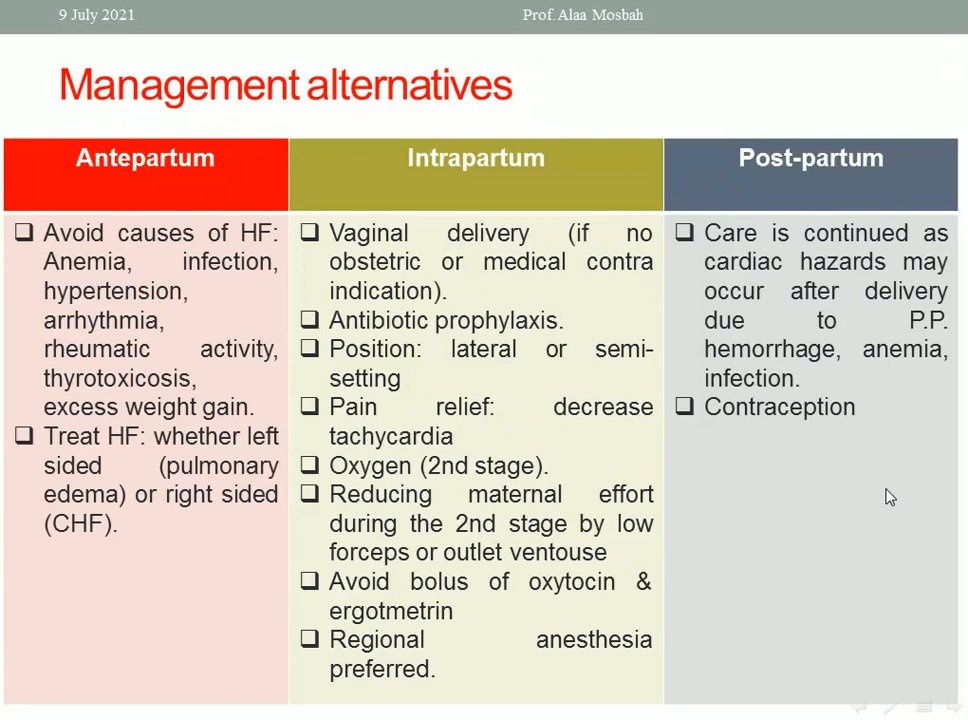 9 July 2021
Prof. Alaa Mosbah
Management alternatives
Antepartum
Intrapartum
Post-partum
❑ Avoid causes of HF:
Anemia, infection,
hypertension,
arrhythmia,
rheumatic activity,
thyrotoxicosis,
excess weight gain.
❑ Treat HF: whether left
sided (pulmonary
edema) or right sided
(CHF).
❑ Vaginal delivery (if no
obstetric or medical contra
indication).
❑ Antibiotic prophylaxis.
❑ Position: lateral or semi-
setting
❑ Pain relief: decrease
tachycardia
❑ Oxygen (2nd stage).
❑ Reducing maternal effort
during the 2nd stage by low
forceps or outlet ventouse
❑ Avoid bolus of oxytocin &
ergotmetrin
❑ Regional anesthesia
preferred.
❑ Care is continued as
cardiac hazards may
occur after delivery
due to P.P.
hemorrhage, anemia,
infection.
❑ Contraception